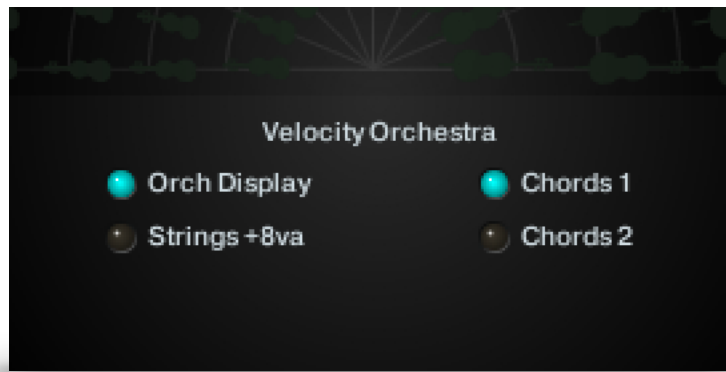 Velocity Orchestra
Orch Display
Chords 1
Strings +8va
Chords 2